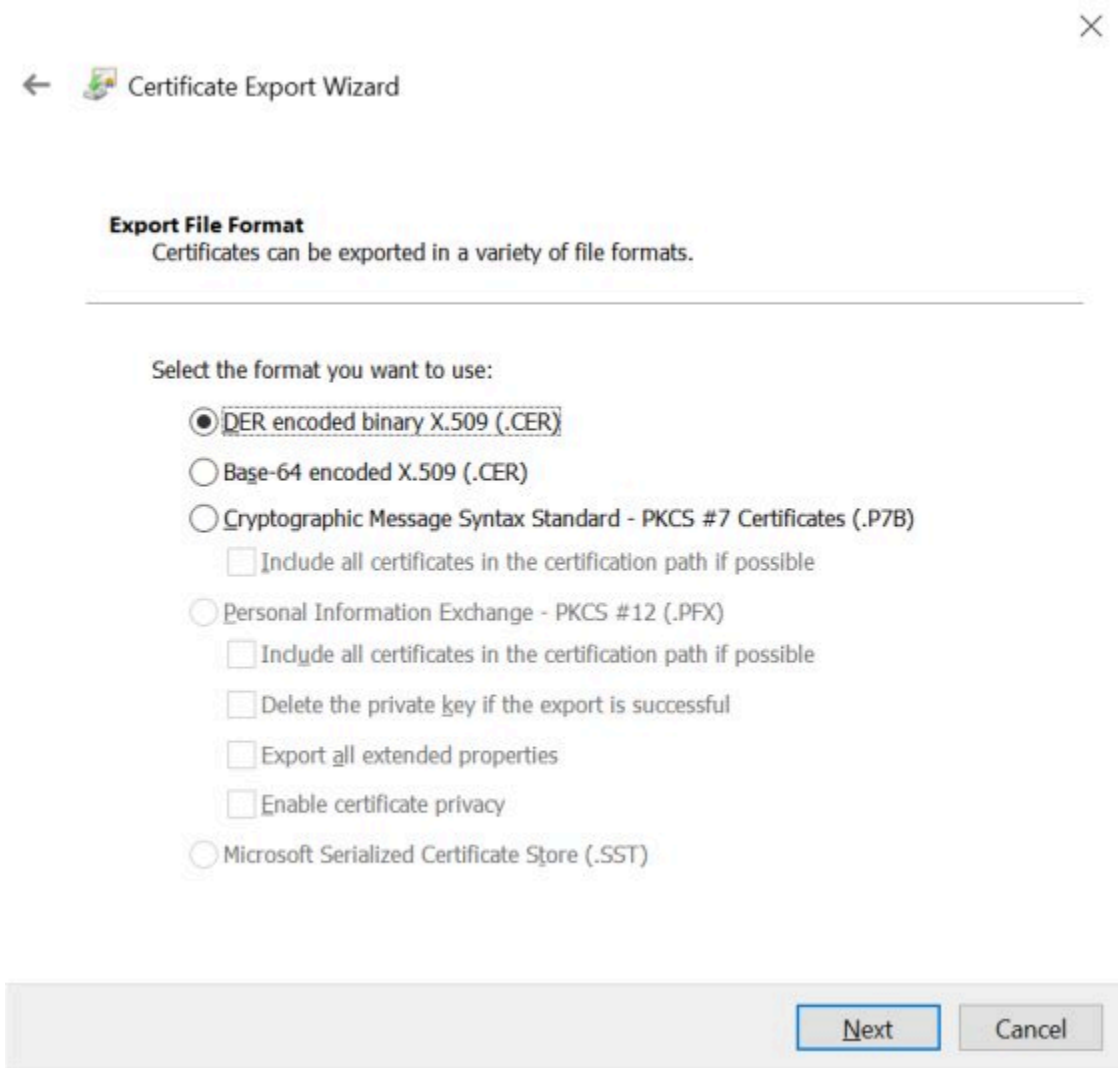 Certificate Export Wizard
Export File Format
Certificates can be exported in a variety of file formats.
Select the format you want to use:
DER encoded binary X.509 (.CER)
Base-64 encoded X.509 (.CER)
Cryptographic Message Syntax Standard - PKCS #7 Certificates (.P7B)
Include all certificates in the certification path if possible
Personal Information Exchange - PKCS #12 (.PFX)
Include all certificates in the certification path if possible
Delete the private key if the export is successful
Export all extended properties
Enable certificate privacy
Microsoft Serialized Certificate Store (.SST)
Next Cancel